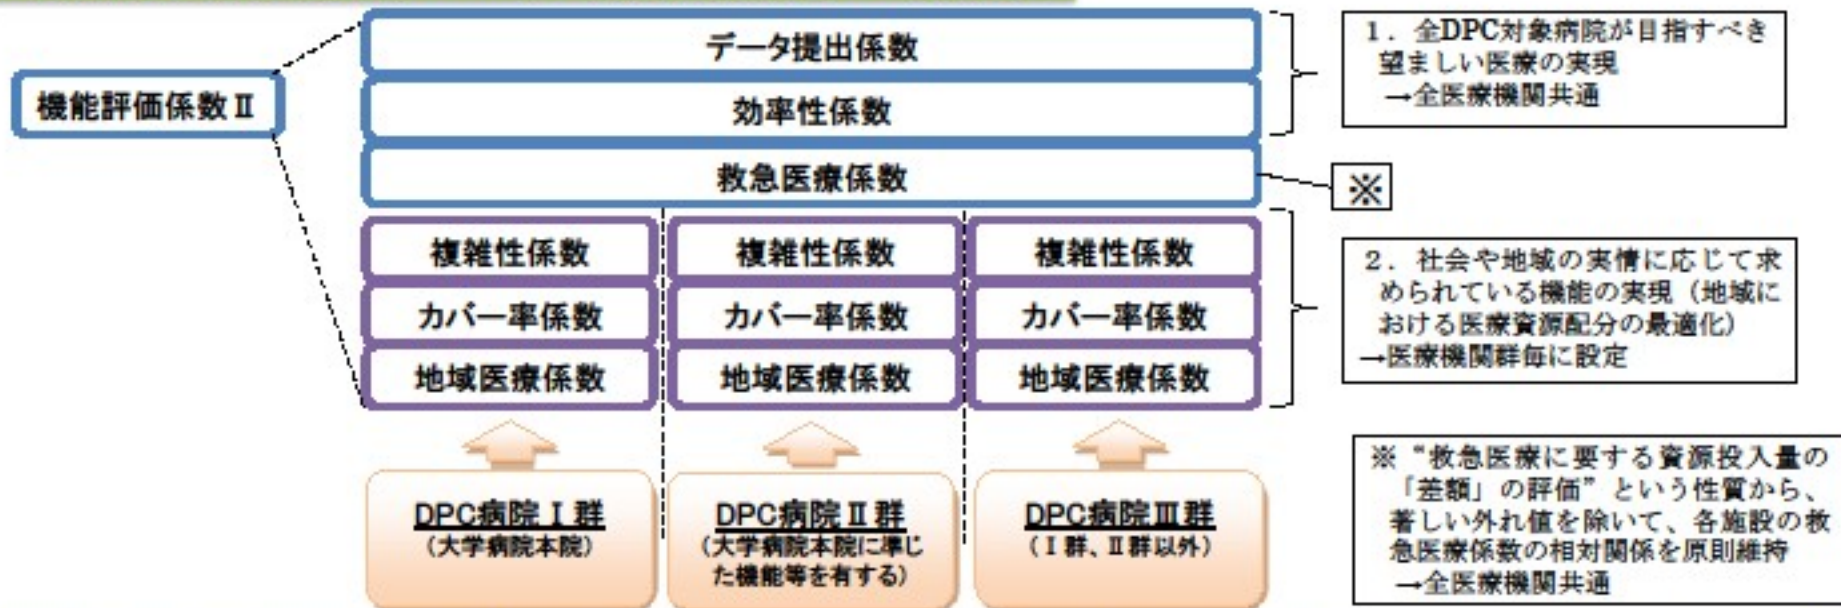 機能評価係数Ⅱ
データ提出係数
効率性係数
救急医療係数
複雑性係数
カバー率係数
地域医療係数
複雑性係数
カバー率係数
地域医療係数
複雑性係数
カバー率係数
地域医療係数
DPC病院Ⅰ群
（大学病院本院）
DPC病院Ⅱ群
（大学病院本院に準じ
た機能等を有する）
DPC病院Ⅲ群
（Ⅰ群、Ⅱ群以外）
1．全DPC対象病院が目指すべき
望ましい医療の実現
→全医療機関共通
※
2．社会や地域の実情に応じて求
められている機能の実現（地域に
おける医療資源配分の最適化）
→医療機関群毎に設定
※“救急医療に要する資源投入量の
「差額」の評価”という性質から、
著しい外れ値を除いて、各施設の救
急医療係数の相対関係を原則維持
→全医療機関共通